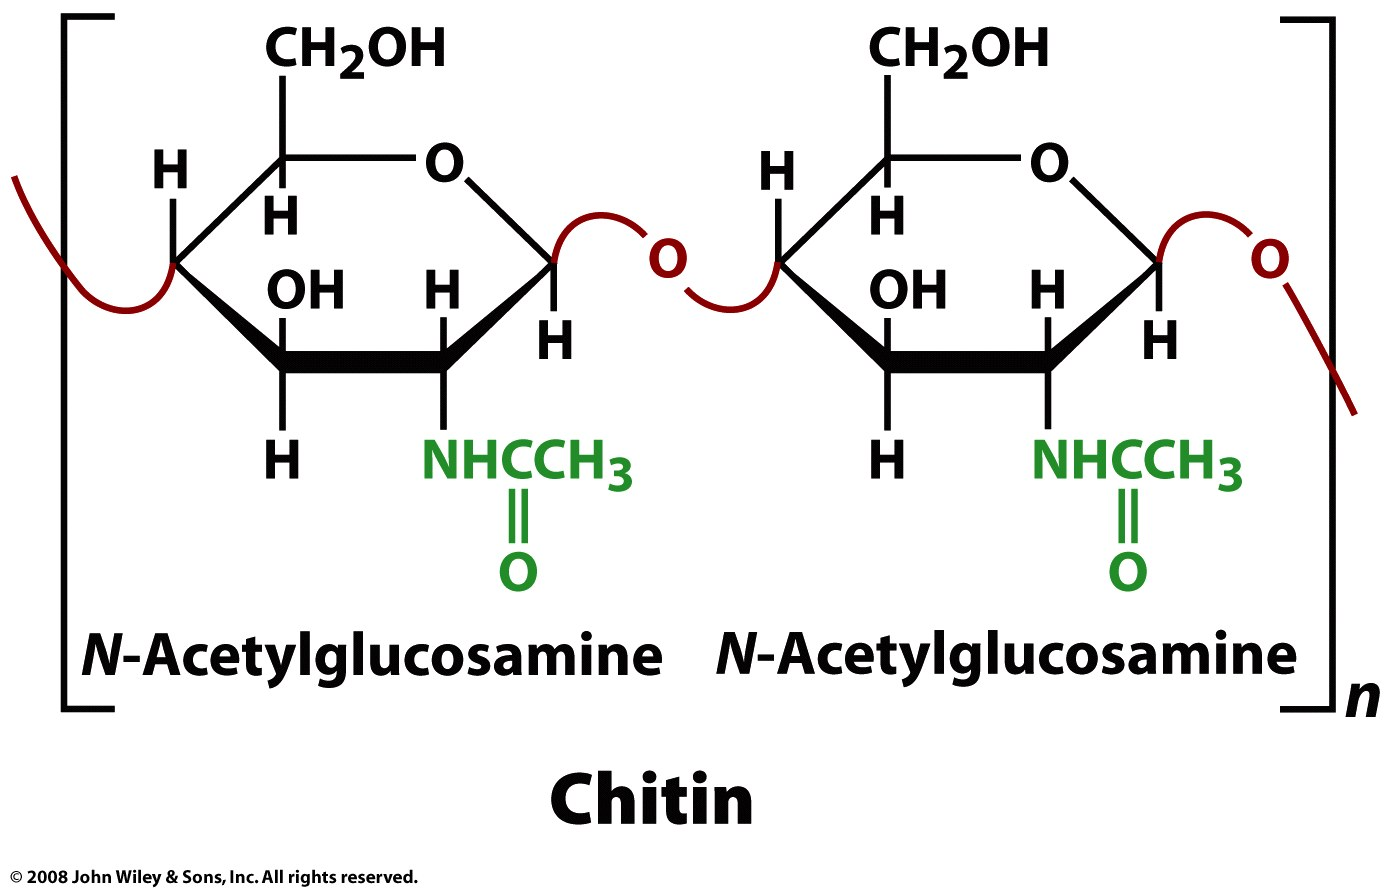 CH₂OH CH₂OH
H O H O
H H
O O
OH H OH H
H H
H NHCCH₃ H NHCCH₃
O O
N-Acetylglucosamine N-Acetylglucosamine
n
Chitin
© 2008 John Wiley & Sons, Inc. All rights reserved.